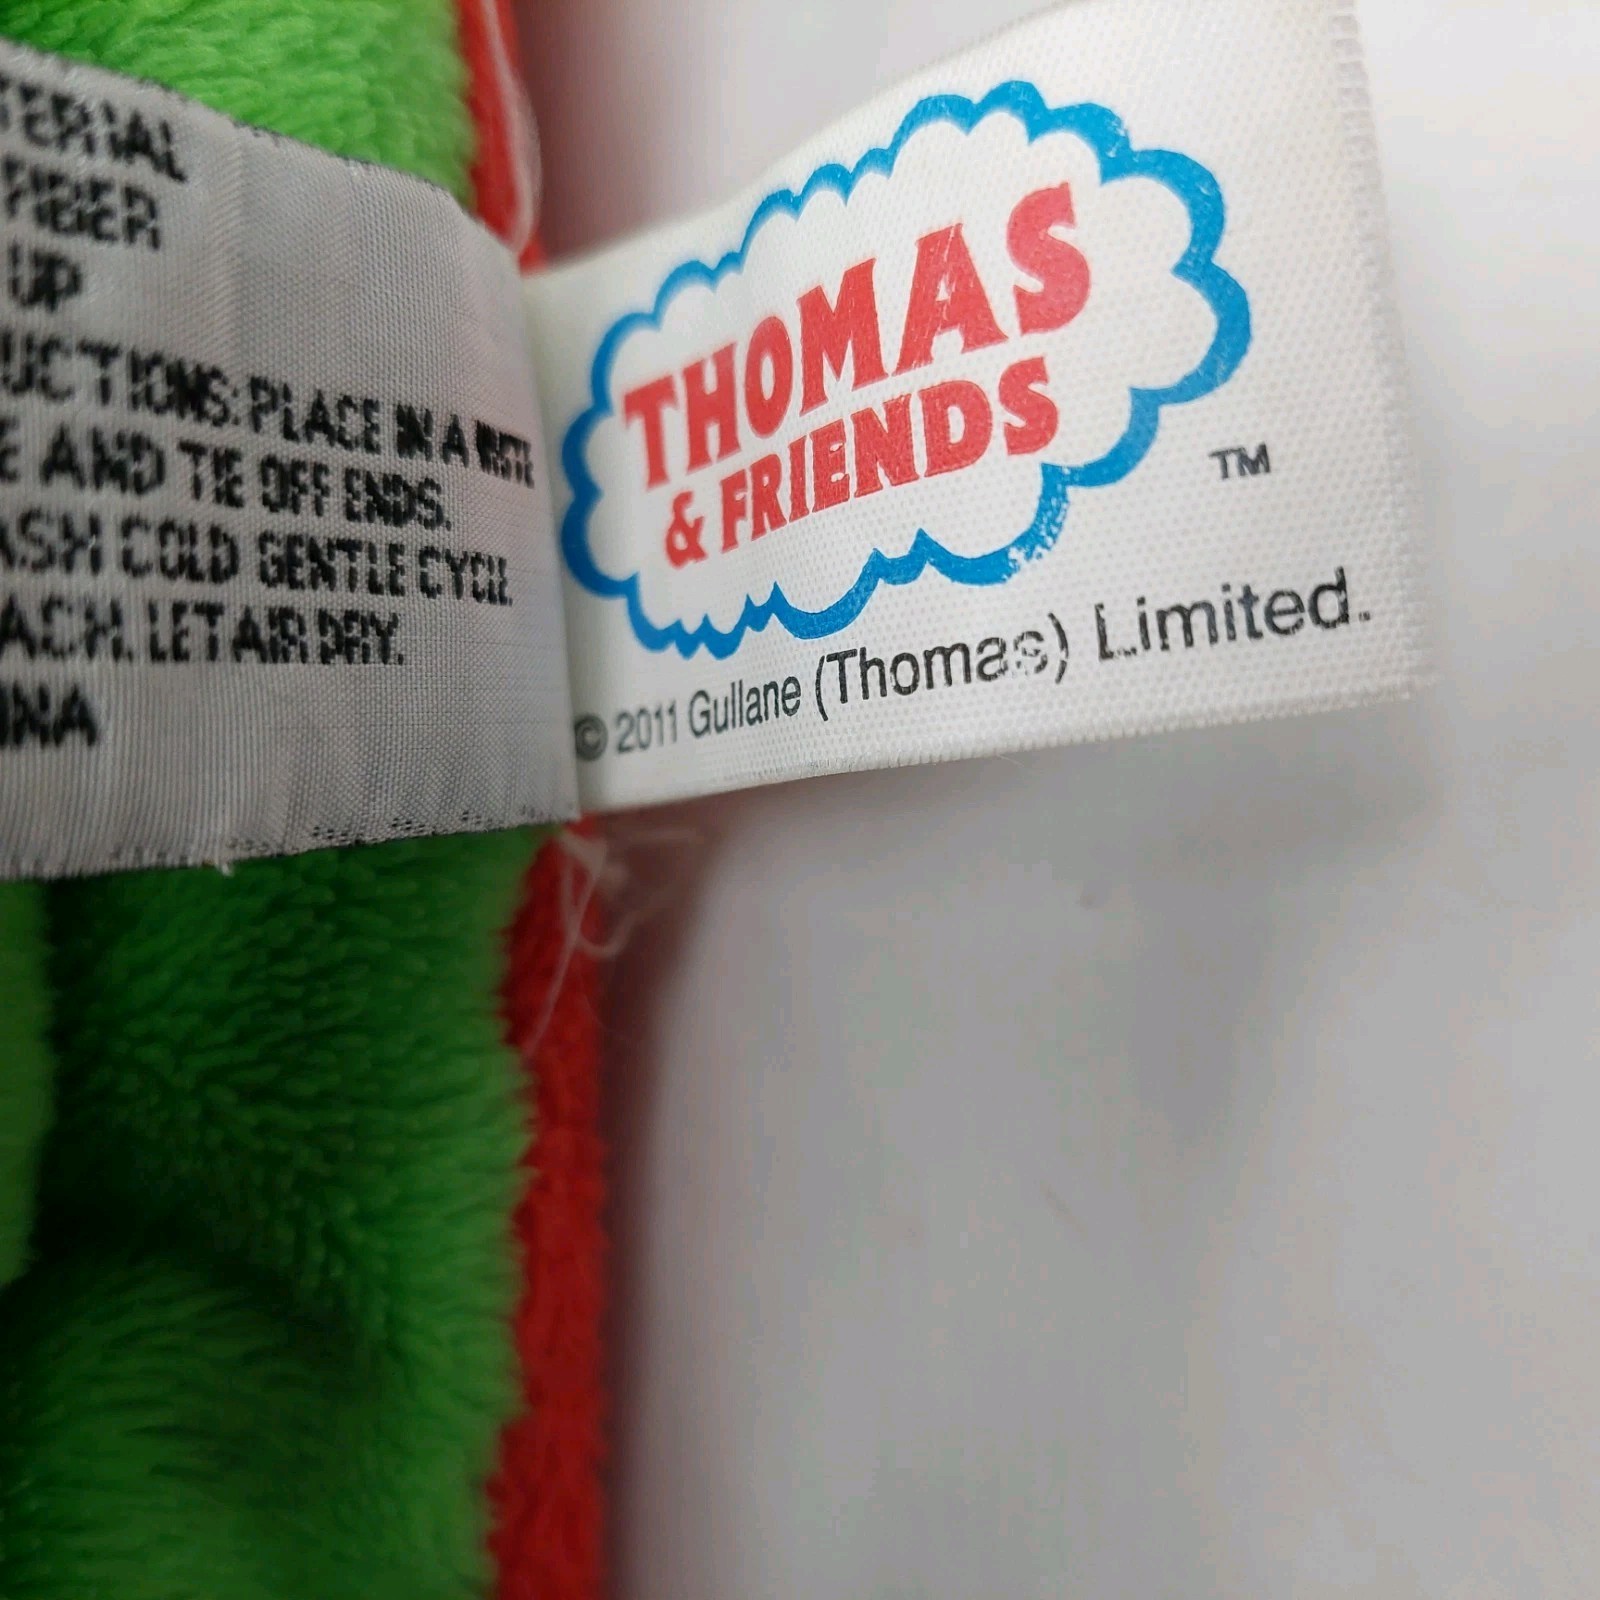 TERIAL
FIBER
UP
UCTIONS: PLACE IN A WHITE
E AND TIE OFF ENDS.
ASH COLD GENTLE CYCLE.
ACH. LET AIR DRY.
INA
THOMAS
& FRIENDS
TM
© 2011 Gullane (Thomas) Limited.